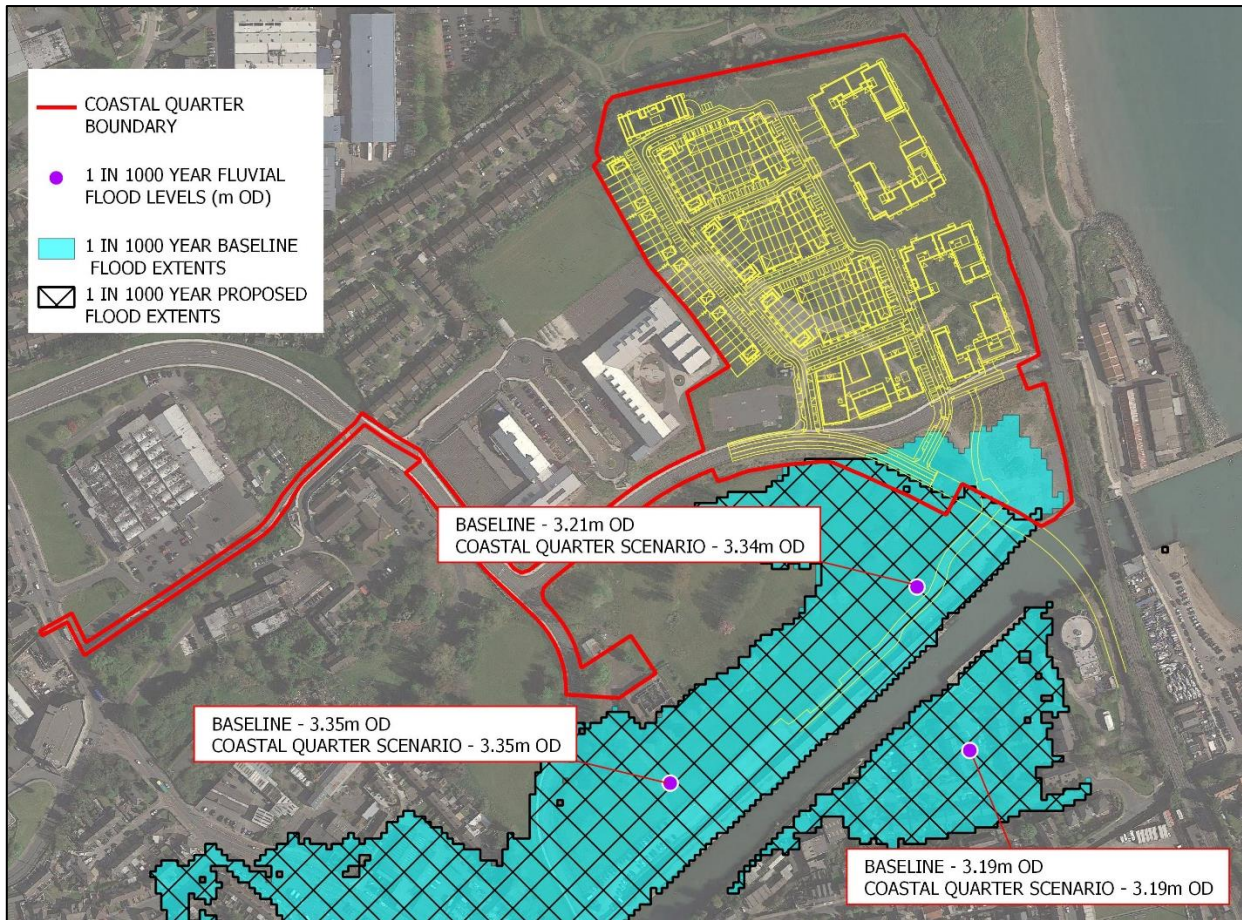 COASTAL QUARTER
BOUNDARY
1 IN 1000 YEAR FLUVIAL
FLOOD LEVELS (m OD)
1 IN 1000 YEAR BASELINE
FLOOD EXTENTS
1 IN 1000 YEAR PROPOSED
FLOOD EXTENTS
BASELINE - 3.21m OD
COASTAL QUARTER SCENARIO - 3.34m OD
BASELINE - 3.35m OD
COASTAL QUARTER SCENARIO - 3.35m OD
BASELINE - 3.19m OD
COASTAL QUARTER SCENARIO - 3.19m OD